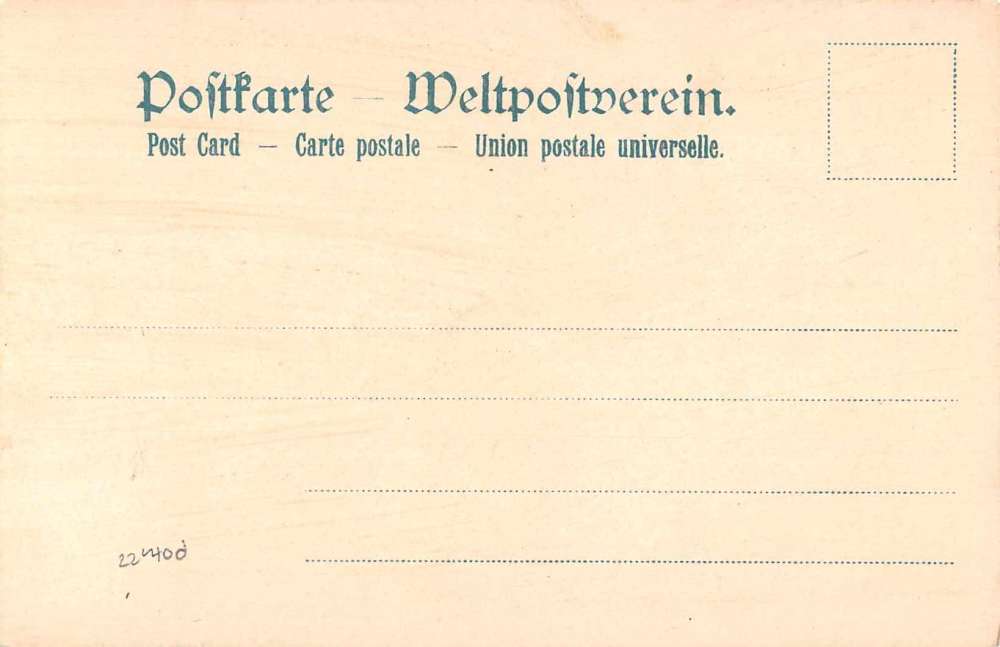 Postkarte — Weltpostverein.
Post Card — Carte postale — Union postale universelle.